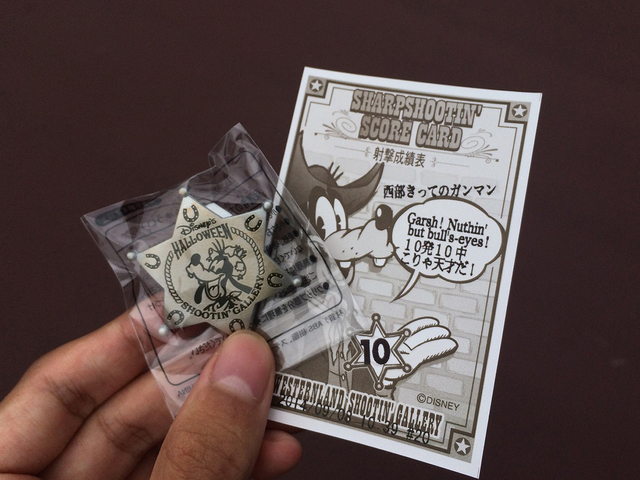 SHARPSHOOTIN'
SCORE CARD
射撃成績表
西部きってのガンマン
Garsh! Nuthin'
but bull's-eyes!
10発10中
こりゃ天才だ!
10
©DISNEY
WESTERNLAND SHOOTIN' GALLERY
DISNEY'S
HALLOWEEN
SHOOTIN' GALLERY